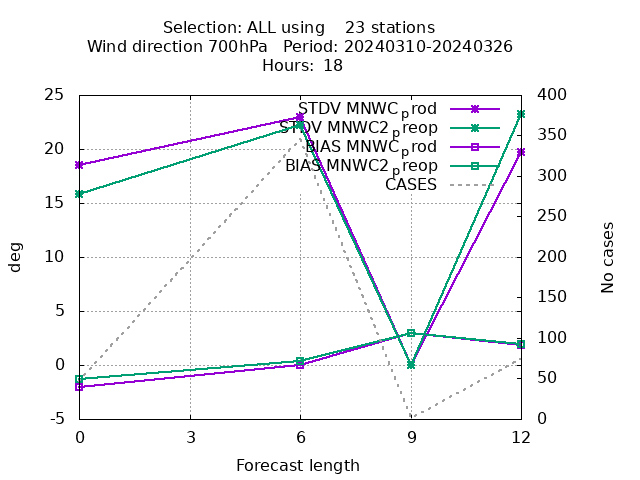 Selection: ALL using    23 stations
Wind direction 700hPa   Period: 20240310-20240326
Hours: 18
STDV MNWC_prod
STDV MNWC2_preop
BIAS MNWC_prod
BIAS MNWC2_preop
CASES
deg
25
20
15
10
5
0
-5
400
350
300
250
200
150
100
50
0
No cases
0 3 6 9 12
Forecast length